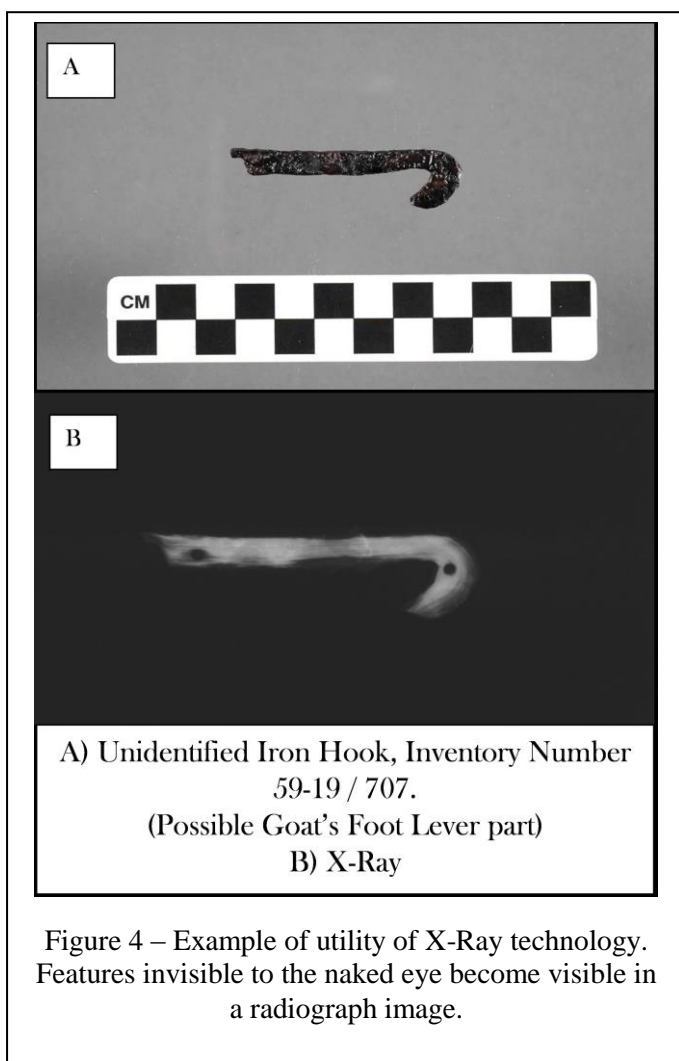 A
CM
B
A) Unidentified Iron Hook, Inventory Number
59-19 / 707.
(Possible Goat's Foot Lever part)
B) X-Ray
Figure 4 – Example of utility of X-Ray technology.
Features invisible to the naked eye become visible in
a radiograph image.